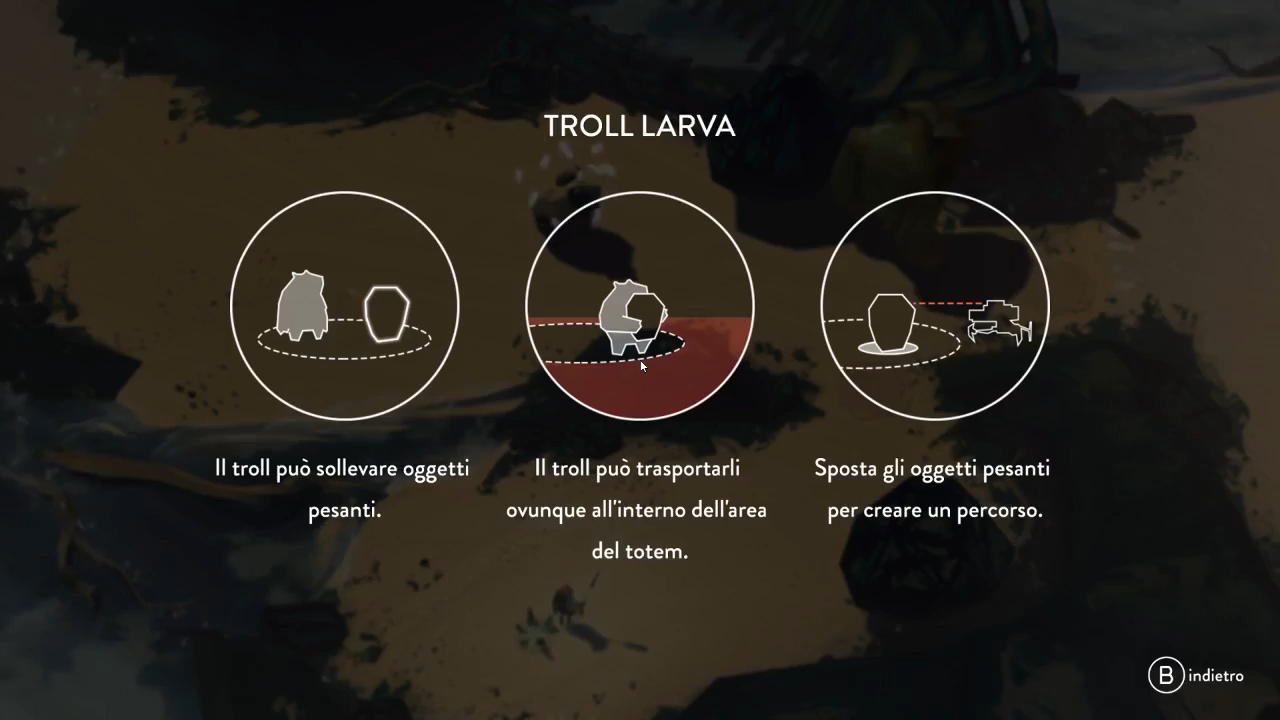 TROLL LARVA
Il troll può sollevare oggetti
pesanti.
Il troll può trasportarli
ovunque all'interno dell'area
del totem.
Sposta gli oggetti pesanti
per creare un percorso.
B indietro